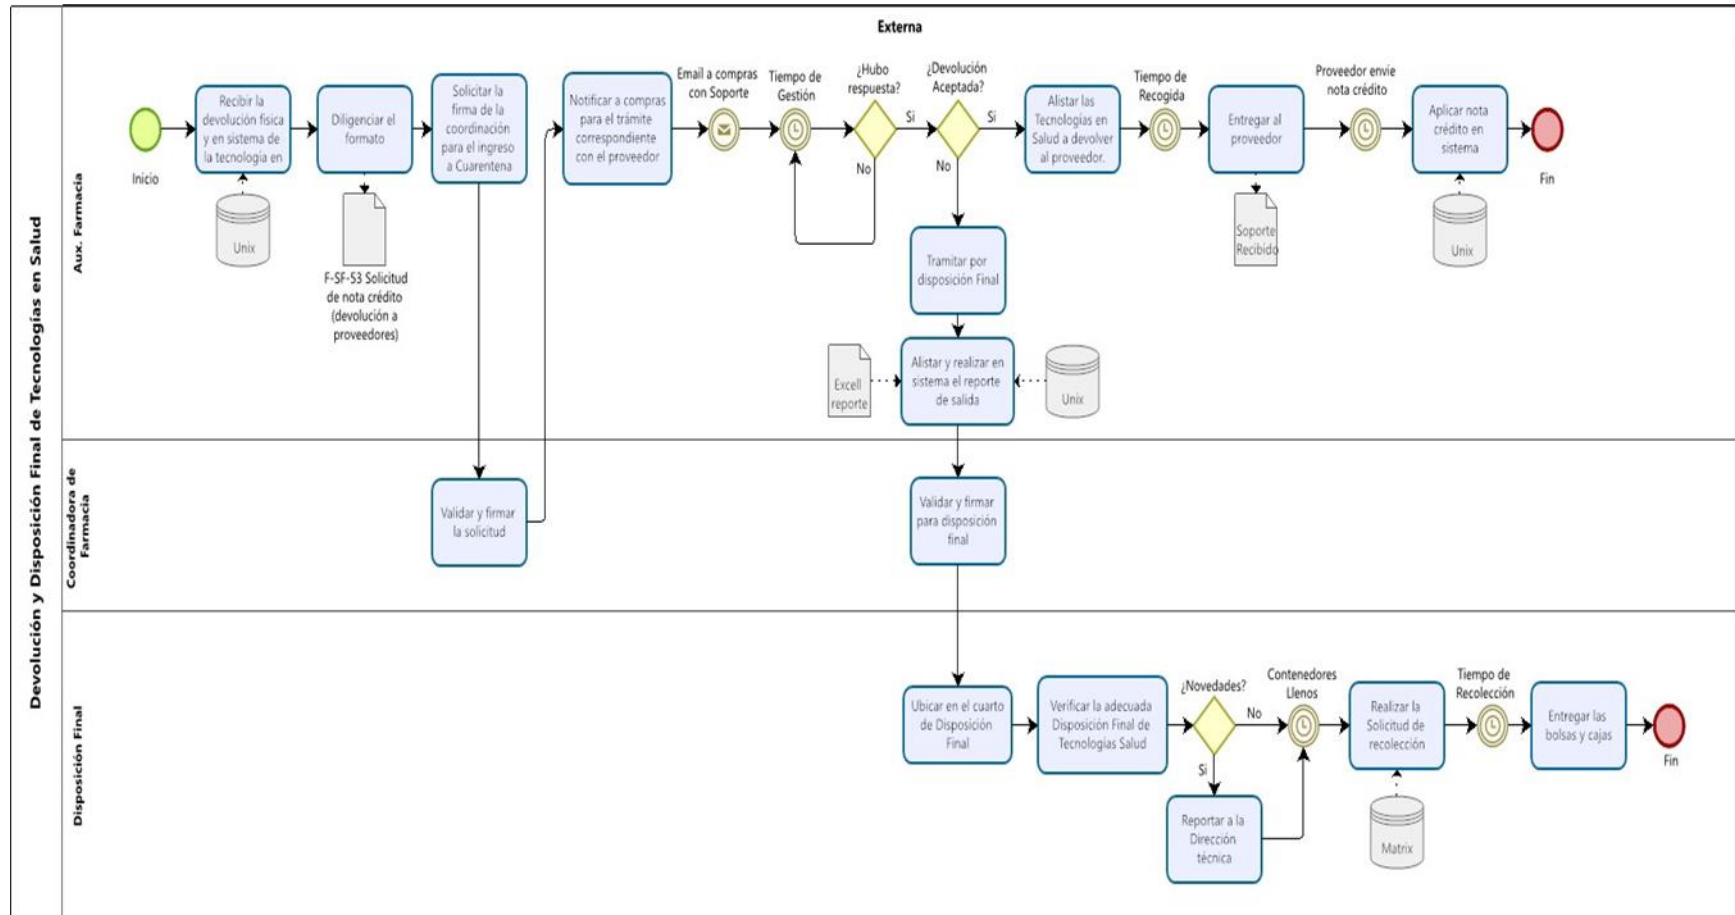 Devolución y Disposición Final de Tecnologías en Salud
Externa
Aux. Farmacia
Inicio
Recibir la
devolución física
y en sistema de
la tecnología en
Unix
Diligenciar el
formato
F-SF-53 Solicitud
de nota crédito
(devolución a
proveedores)
Solicitar la
firma de la
coordinación
para el ingreso
a Cuarentena
Notificar a compras
para el trámite
correspondiente
con el proveedor
Email a compras
con Soporte
Tiempo de
Gestión
¿Hubo
respuesta?
Si
No
¿Devolución
Aceptada?
Si
No
Alistar las
Tecnologías en
Salud a devolver
al proveedor.
Tiempo de
Recogida
Entregar al
proveedor
Soporte
Recibido
Proveedor envíe
nota crédito
Aplicar nota
crédito en
sistema
Unix
Fin
Tramitar por
disposición Final
Excell
reporte
Alistar y realizar en
sistema el reporte
de salida
Unix
Coordinadora de
Farmacia
Validar y firmar
la solicitud
Validar y firmar
para disposición
final
Disposición Final
Ubicar en el cuarto
de Disposición
Final
Verificar la adecuada
Disposición Final de
Tecnologías Salud
¿Novedades?
No
Si
Reportar a la
Dirección
técnica
Contenedores
Llenos
Realizar la
Solicitud de
recolección
Matrix
Tiempo de
Recolección
Entregar las
bolsas y cajas
Fin